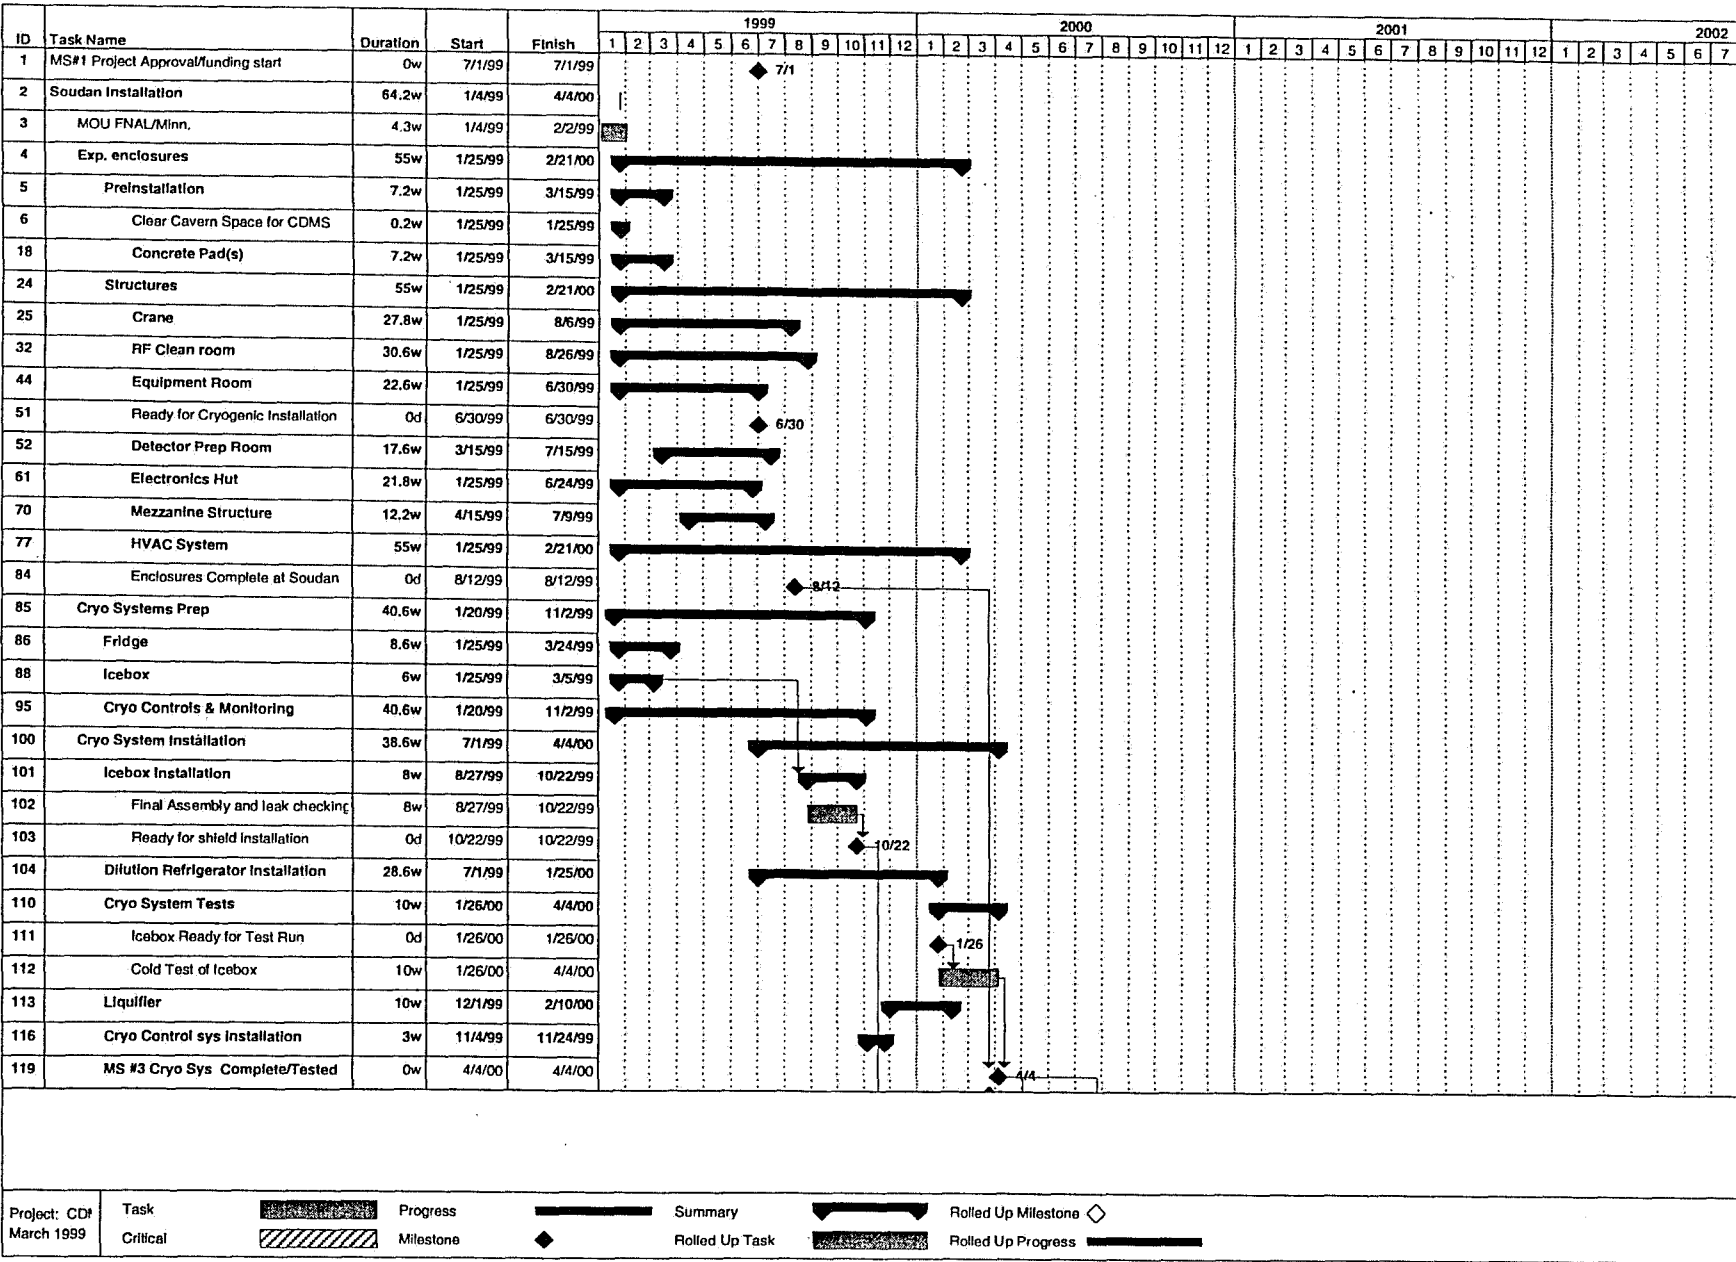 1999 2000 2001 2002
ID Task Name Duration Start Finish 1 2 3 4 5 6 7 8 9 10 11 12 1 2 3 4 5 6 7 8 9 10 11 12 1 2 3 4 5 6 7 8 9 10 11 12 1 2 3 4 5 6 7
1 MS#1 Project Approval/funding start 0w 7/1/99 7/1/99 7/1
2 Soudan Installation 64.2w 1/4/99 4/4/00
3 MOU FNAL/Minn. 4.3w 1/4/99 2/2/99
4 Exp. enclosures 55w 1/25/99 2/21/00
5 Preinstallation 7.2w 1/25/99 3/15/99
6 Clear Cavern Space for CDMS 0.2w 1/25/99 1/25/99
18 Concrete Pad(s) 7.2w 1/25/99 3/15/99
24 Structures 55w 1/25/99 2/21/00
25 Crane 27.8w 1/25/99 8/6/99
32 RF Clean room 30.6w 1/25/99 8/26/99
44 Equipment Room 22.6w 1/25/99 6/30/99
51 Ready for Cryogenic Installation 0d 6/30/99 6/30/99 6/30
52 Detector Prep Room 17.6w 3/15/99 7/15/99
61 Electronics Hut 21.8w 1/25/99 6/24/99
70 Mezzanine Structure 12.2w 4/15/99 7/9/99
77 HVAC System 55w 1/25/99 2/21/00
84 Enclosures Complete at Soudan 0d 8/12/99 8/12/99 8/12
85 Cryo Systems Prep 40.6w 1/20/99 11/2/99
86 Fridge 8.6w 1/25/99 3/24/99
88 Icebox 6w 1/25/99 3/5/99
95 Cryo Controls & Monitoring 40.6w 1/20/99 11/2/99
100 Cryo System Installation 38.6w 7/1/99 4/4/00
101 Icebox Installation 8w 8/27/99 10/22/99
102 Final Assembly and leak checking 8w 8/27/99 10/22/99
103 Ready for shield Installation 0d 10/22/99 10/22/99 10/22
104 Dilution Refrigerator Installation 28.6w 7/1/99 1/25/00
110 Cryo System Tests 10w 1/26/00 4/4/00
111 Icebox Ready for Test Run 0d 1/26/00 1/26/00 1/26
112 Cold Test of Icebox 10w 1/26/00 4/4/00
113 Liquifier 10w 12/1/99 2/10/00
116 Cryo Control sys Installation 3w 11/4/99 11/24/99
119 MS #3 Cryo Sys Complete/Tested 0w 4/4/00 4/4/00 4/4
Project: CDM
March 1999
Task Progress Summary Rolled Up Milestone
Critical Milestone Rolled Up Task Rolled Up Progress